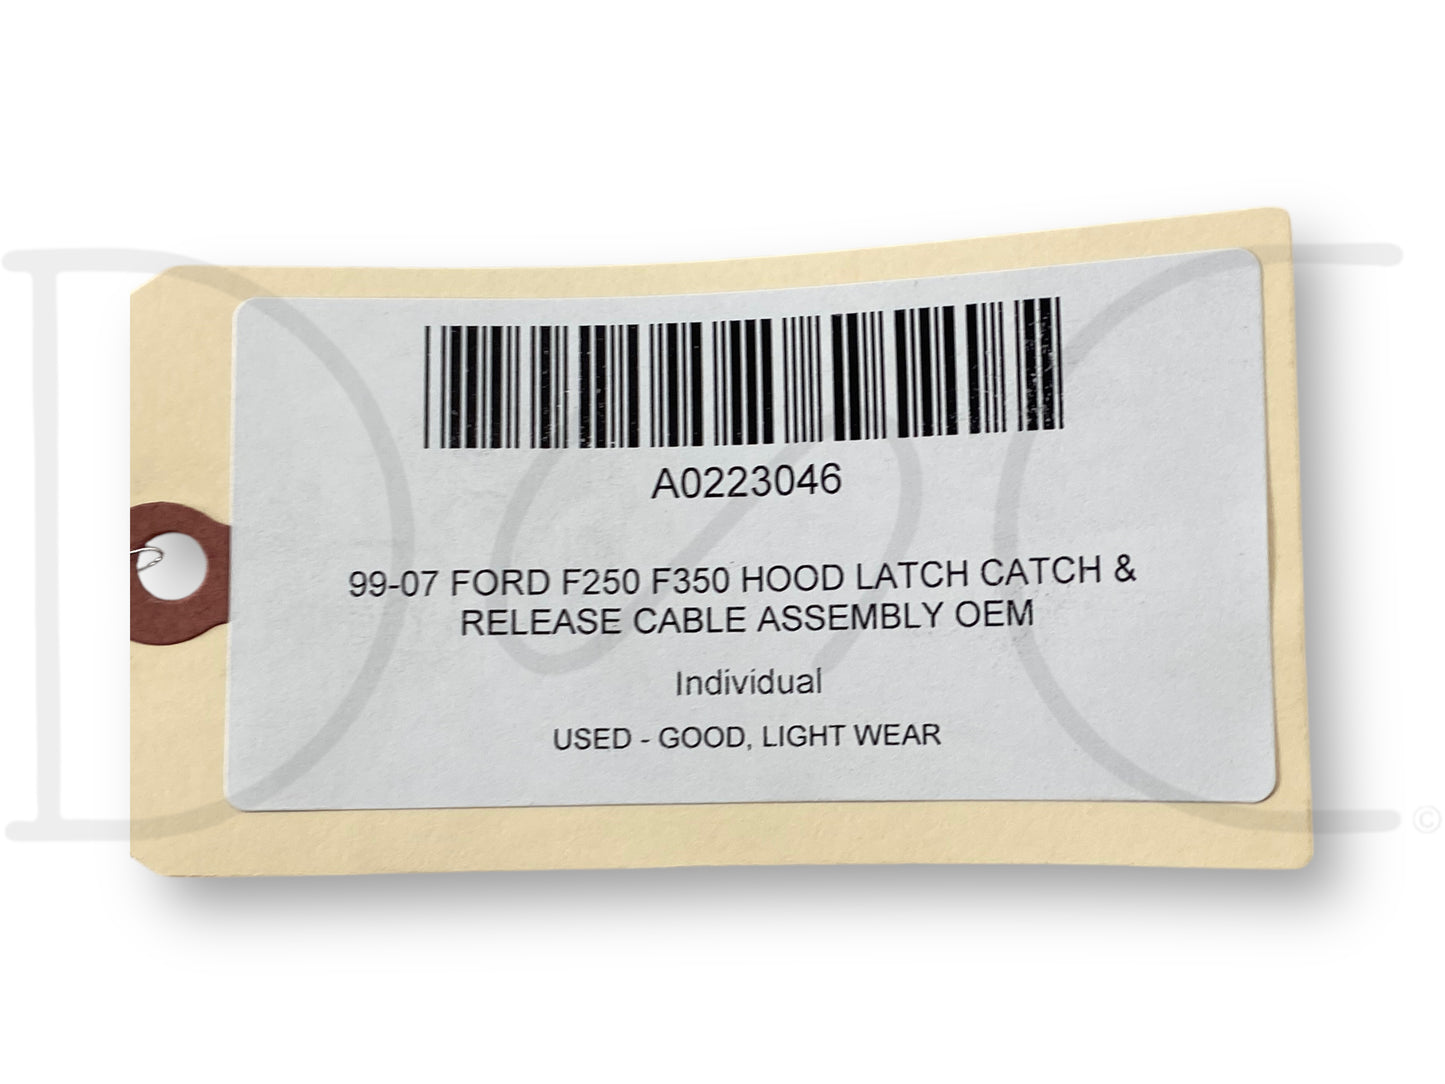 A0223046
99-07 FORD F250 F350 HOOD LATCH CATCH &
RELEASE CABLE ASSEMBLY OEM
Individual
USED - GOOD, LIGHT WEAR
©